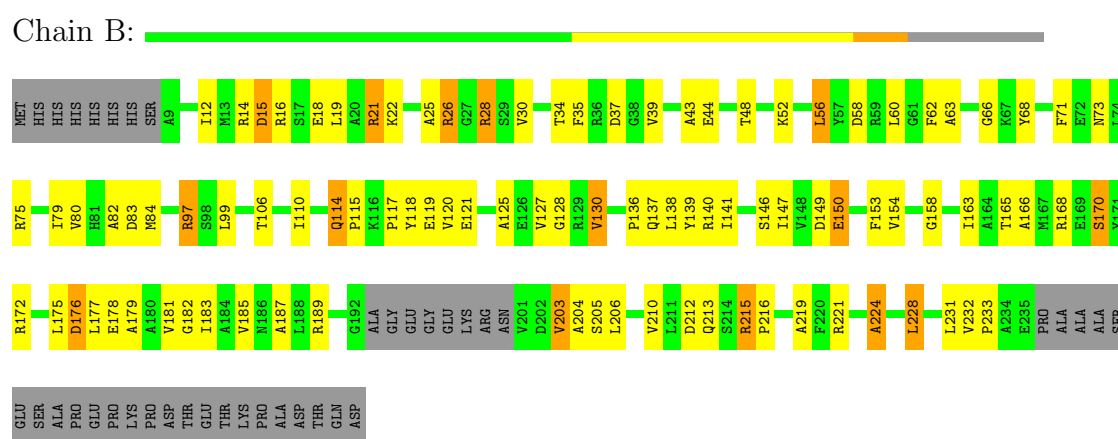 Chain B:
MET HIS HIS HIS HIS HIS HIS SER A9 I12 M13 R14 D15 R16 S17 E18 L19 A20 R21 K22 A25 R26 G27 R28 S29 V30 T34 F35 R36 D37 G38 V39 A43 E44 T48 K52 L56 Y57 D58 R59 L60 G61 F62 A63 G66 K67 Y68 F71 E72 N73 L74
R75 I79 V80 H81 A82 D83 M84 R97 S98 L99 T106 I110 Q114 P115 K116 P117 Y118 E119 V120 E121 A125 E126 V127 G128 R129 V130 P136 Q137 L138 Y139 R140 I141 S146 I147 V148 D149 E150 F153 V154 G158 I163 A164 T165 A166 M167 R168 E169 S170 Y171
R172 L175 D176 L177 E178 A179 A180 V181 G182 I183 A184 V185 N186 A187 L188 R189 G192 ALA GLY GLU GLY GLU LYS ARG ASN V201 D202 V203 A204 S205 L206 V210 L211 D212 Q213 S214 R215 P216 A219 F220 R221 A224 L228 L231 V232 P233 A234 E235 PRO ALA ALA ALA SER
GLU SER ALA PRO GLU PRO LYS PRO ASP THR GLU THR LYS PRO ALA ASP THR GLN ASP